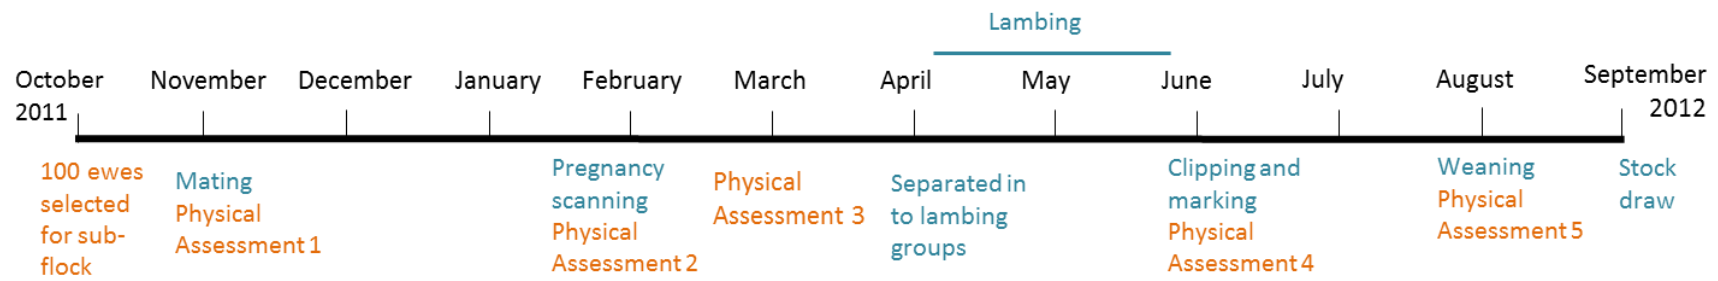 Lambing
October
2011
November
December
January
February
March
April
May
June
July
August
September
2012
100 ewes
selected
for sub-
flock
Mating
Physical
Assessment 1
Pregnancy
scanning
Physical
Assessment 2
Physical
Assessment 3
Separated in
to lambing
groups
Clipping and
marking
Physical
Assessment 4
Weaning
Physical
Assessment 5
Stock
draw